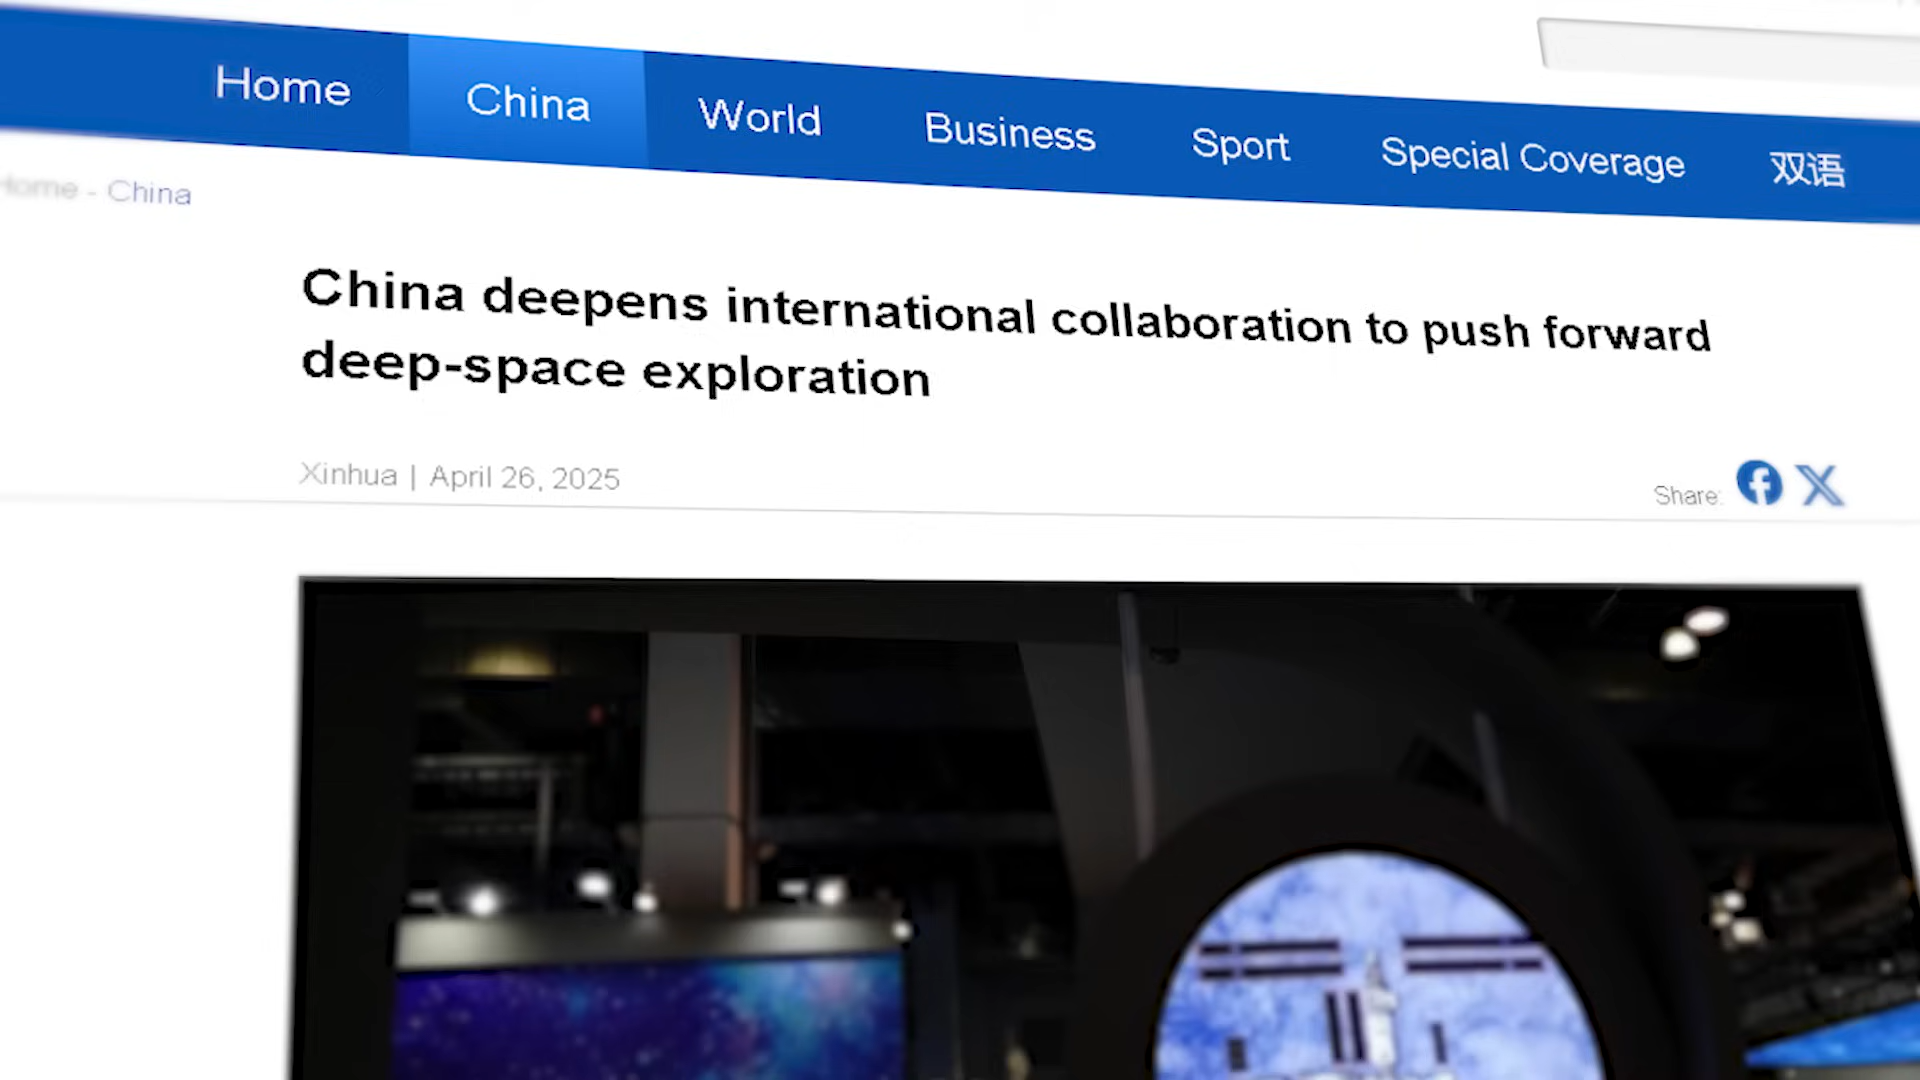 Home China World Business Sport Special Coverage 双语
Home - China
China deepens international collaboration to push forward
deep-space exploration
Xinhua | April 26, 2025
Share: